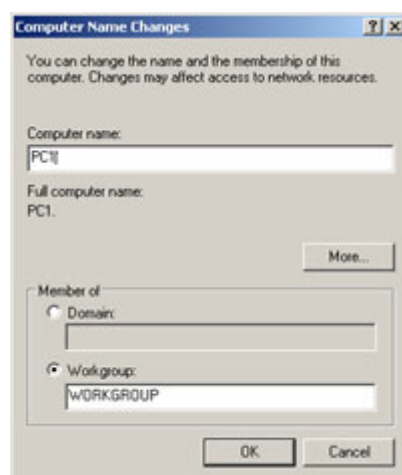 Computer Name Changes
You can change the name and the membership of this
computer. Changes may affect access to network resources.
Computer name:
PC1
Full computer name:
PC1.
More...
Member of
Domain:
Workgroup:
WORKGROUP
OK Cancel